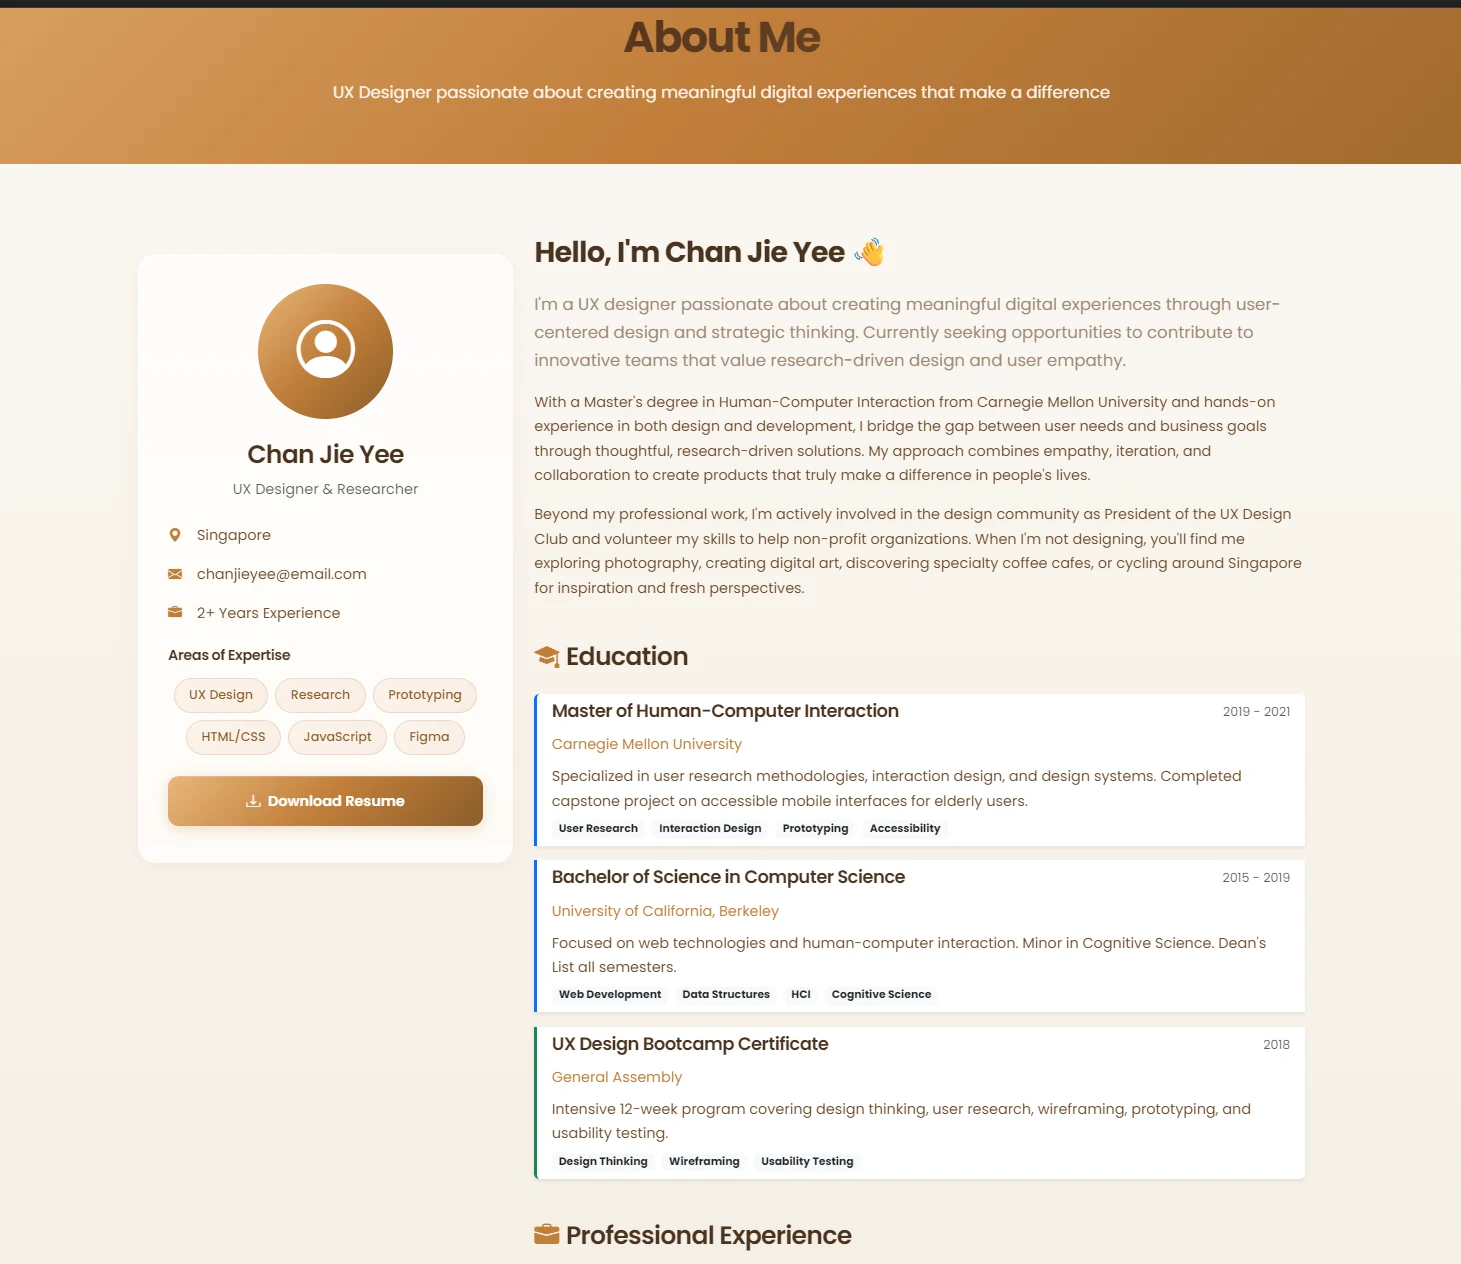 About Me
UX Designer passionate about creating meaningful digital experiences that make a difference
Chan Jie Yee
UX Designer & Researcher
Singapore
chanjieyee@email.com
2+ Years Experience
Areas of Expertise
UX Design Research Prototyping
HTML/CSS JavaScript Figma
Download Resume
Hello, I'm Chan Jie Yee 👋
I'm a UX designer passionate about creating meaningful digital experiences through user-
centered design and strategic thinking. Currently seeking opportunities to contribute to
innovative teams that value research-driven design and user empathy.
With a Master's degree in Human-Computer Interaction from Carnegie Mellon University and hands-on
experience in both design and development, I bridge the gap between user needs and business goals
through thoughtful, research-driven solutions. My approach combines empathy, iteration, and
collaboration to create products that truly make a difference in people's lives.
Beyond my professional work, I'm actively involved in the design community as President of the UX Design
Club and volunteer my skills to help non-profit organizations. When I'm not designing, you'll find me
exploring photography, creating digital art, discovering specialty coffee cafes, or cycling around Singapore
for inspiration and fresh perspectives.
Education
Master of Human-Computer Interaction 2019 - 2021
Carnegie Mellon University
Specialized in user research methodologies, interaction design, and design systems. Completed
capstone project on accessible mobile interfaces for elderly users.
User Research Interaction Design Prototyping Accessibility
Bachelor of Science in Computer Science 2015 - 2019
University of California, Berkeley
Focused on web technologies and human-computer interaction. Minor in Cognitive Science. Dean's
List all semesters.
Web Development Data Structures HCI Cognitive Science
UX Design Bootcamp Certificate 2018
General Assembly
Intensive 12-week program covering design thinking, user research, wireframing, prototyping, and
usability testing.
Design Thinking Wireframing Usability Testing
Professional Experience